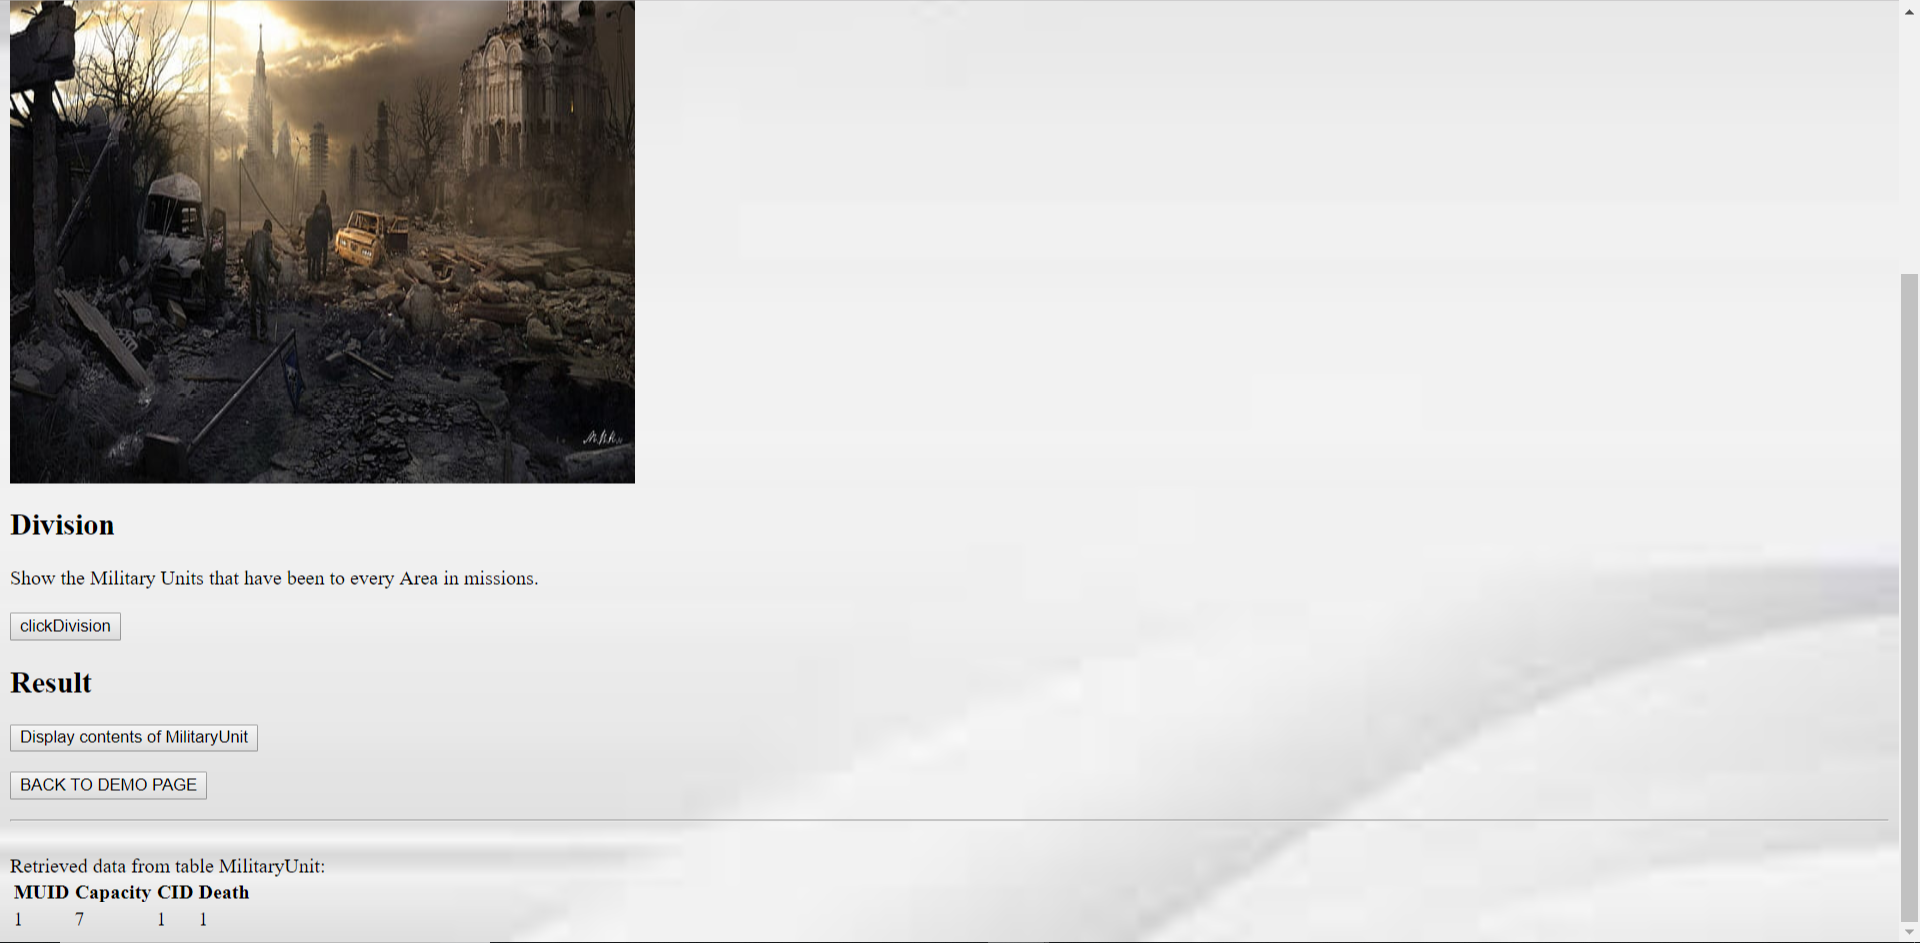 Division
Show the Military Units that have been to every Area in missions.
clickDivision
Result
Display contents of MilitaryUnit
BACK TO DEMO PAGE
Retrieved data from table MilitaryUnit:
MUID Capacity CID Death
1 7 1 1